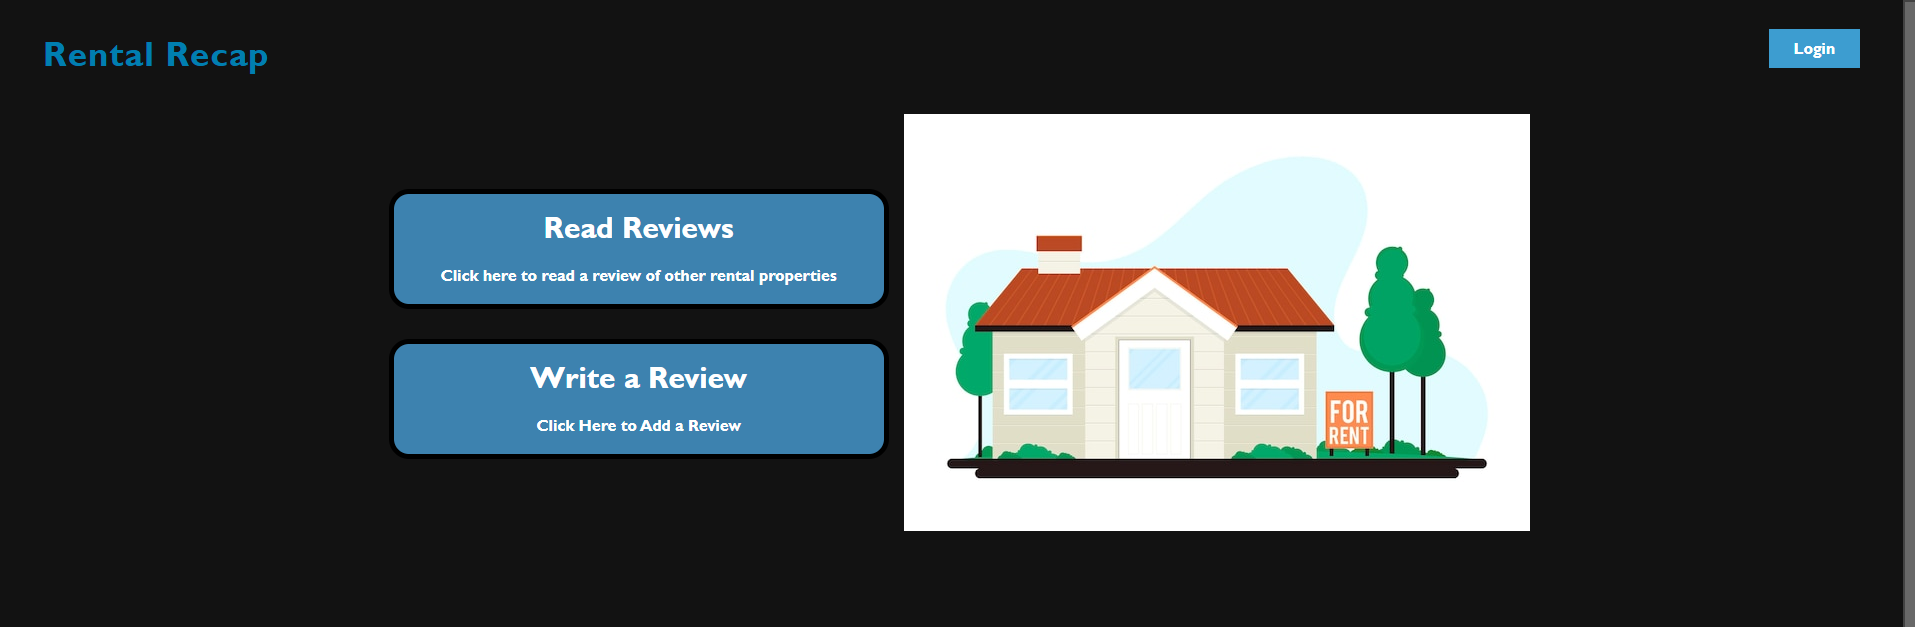 Rental Recap
Login
Read Reviews
Click here to read a review of other rental properties
Write a Review
Click Here to Add a Review
FOR
RENT